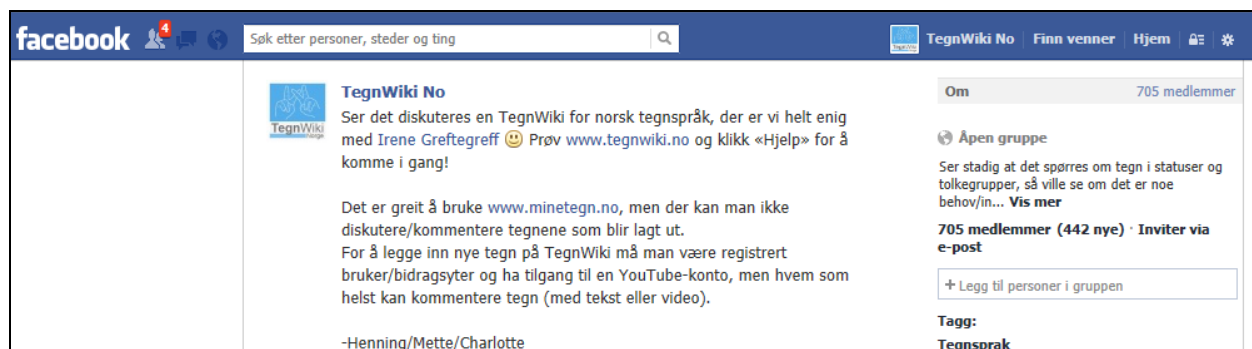 facebook
4
Søk etter personer, steder og ting
TegnWiki No
Finn venner
Hjem
TegnWiki
Norge
TegnWiki No
Ser det diskuteres en TegnWiki for norsk tegnspråk, der er vi helt enig
med Irene Greftegreff Prøv www.tegnwiki.no og klikk «Hjelp» for å
komme i gang!
Det er greit å bruke www.minetegn.no, men der kan man ikke
diskutere/kommentere tegnene som blir lagt ut.
For å legge inn nye tegn på TegnWiki må man være registrert
bruker/bidragsyter og ha tilgang til en YouTube-konto, men hvem som
helst kan kommentere tegn (med tekst eller video).
-Henning/Mette/Charlotte
Om
705 medlemmer
Åpen gruppe
Ser stadig at det spørres om tegn i statuser og
tolkegrupper, så ville se om det er noe
behov/in... Vis mer
705 medlemmer (442 nye) · Inviter via
e-post
+ Legg til personer i gruppen
Tagg:
Tegnsprak